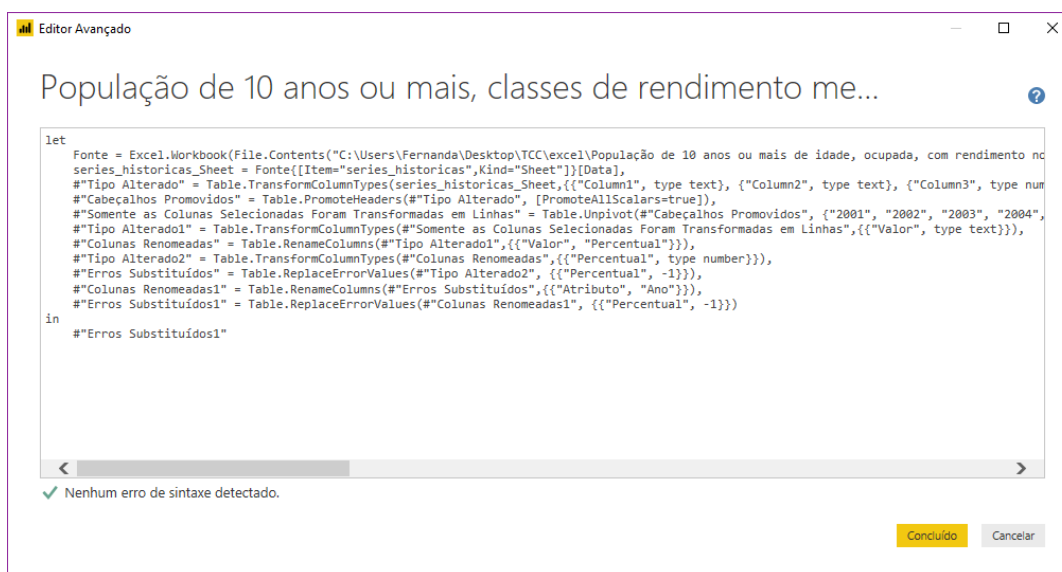 Editor Avançado
População de 10 anos ou mais, classes de rendimento me...
?
let
Fonte = Excel.Workbook(File.Contents("C:\Users\Fernanda\Desktop\TCC\excel\População de 10 anos ou mais de idade, ocupada, com rendimento no
series_historicas_Sheet = Fonte{[Item="series_historicas",Kind="Sheet"]}[Data],
#"Tipo Alterado" = Table.TransformColumnTypes(series_historicas_Sheet,{{"Column1", type text}, {"Column2", type text}, {"Column3", type num
#"Cabeçalhos Promovidos" = Table.PromoteHeaders(#"Tipo Alterado", [PromoteAllScalars=true]),
#"Somente as Colunas Selecionadas Foram Transformadas em Linhas" = Table.Unpivot(#"Cabeçalhos Promovidos", {"2001", "2002", "2003", "2004",
#"Tipo Alterado1" = Table.TransformColumnTypes(#"Somente as Colunas Selecionadas Foram Transformadas em Linhas",{{"Valor", type text}}),
#"Colunas Renomeadas" = Table.RenameColumns(#"Tipo Alterado1",{{"Valor", "Percentual"}}),
#"Tipo Alterado2" = Table.TransformColumnTypes(#"Colunas Renomeadas",{{"Percentual", type number}}),
#"Erros Substituídos" = Table.ReplaceErrorValues(#"Tipo Alterado2", {{"Percentual", -1}}),
#"Colunas Renomeadas1" = Table.RenameColumns(#"Erros Substituídos",{{"Atributo", "Ano"}}),
#"Erros Substituídos1" = Table.ReplaceErrorValues(#"Colunas Renomeadas1", {{"Percentual", -1}})
in
#"Erros Substituídos1"
Nenhum erro de sintaxe detectado.
Concluído
Cancelar